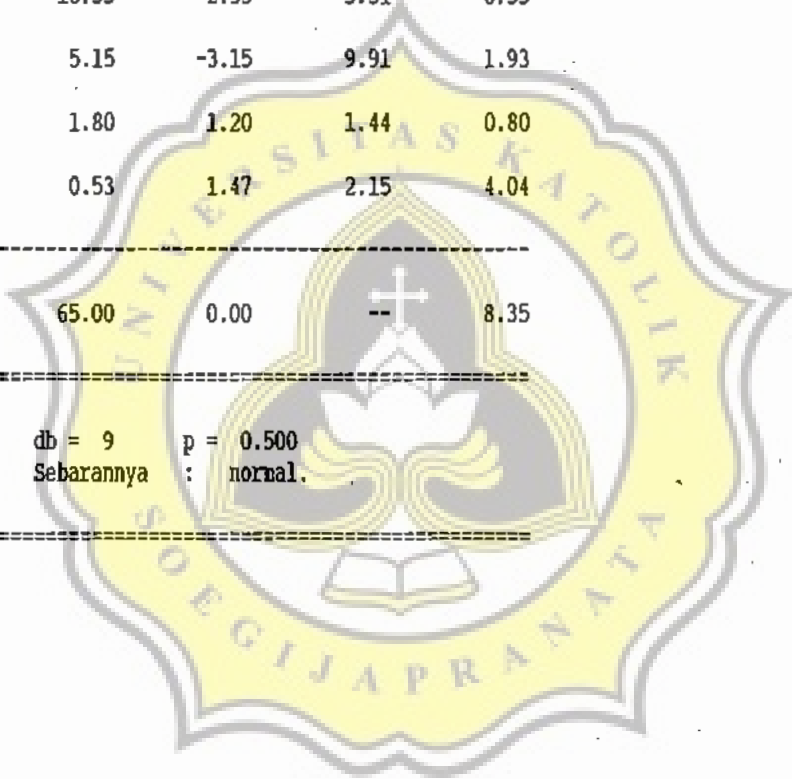 5.15 -3.15 9.91 1.93
1.80 1.20 1.44 0.80
0.53 1.47 2.15 4.04
65.00 0.00 -- 8.35
db = 9 p = 0.500
Sebarannya : normal.
UNIVERSITAS KATOLIK
SOEGIJAPRANATA